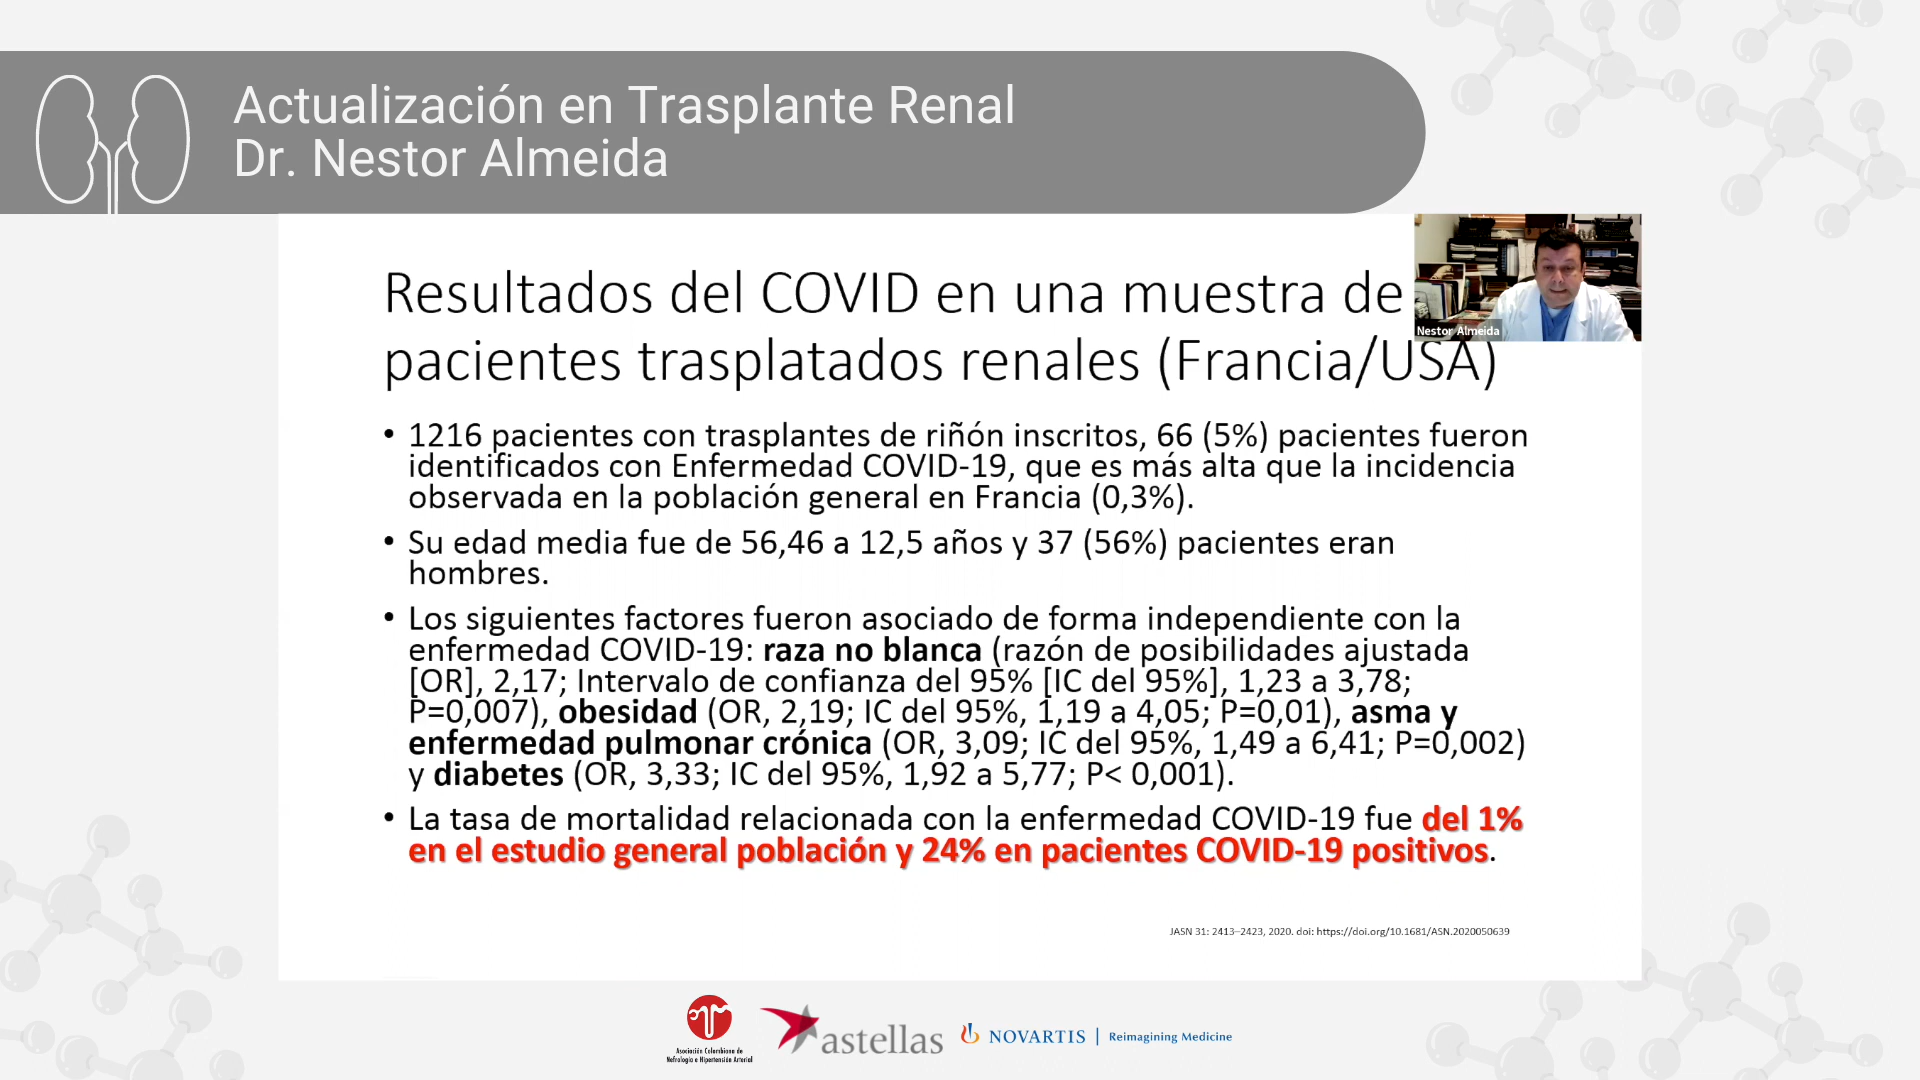 Actualización en Trasplante Renal
Dr. Nestor Almeida
Nestor Almeida
Resultados del COVID en una muestra de
pacientes trasplatados renales (Francia/USA)
• 1216 pacientes con trasplantes de riñón inscritos, 66 (5%) pacientes fueron
identificados con Enfermedad COVID-19, que es más alta que la incidencia
observada en la población general en Francia (0,3%).
• Su edad media fue de 56,46 a 12,5 años y 37 (56%) pacientes eran
hombres.
• Los siguientes factores fueron asociado de forma independiente con la
enfermedad COVID-19: raza no blanca (razón de posibilidades ajustada
[OR], 2,17; Intervalo de confianza del 95% [IC del 95%], 1,23 a 3,78;
P=0,007), obesidad (OR, 2,19; IC del 95%, 1,19 a 4,05; P=0,01), asma y
enfermedad pulmonar crónica (OR, 3,09; IC del 95%, 1,49 a 6,41; P=0,002)
y diabetes (OR, 3,33; IC del 95%, 1,92 a 5,77; P< 0,001).
• La tasa de mortalidad relacionada con la enfermedad COVID-19 fue del 1%
en el estudio general población y 24% en pacientes COVID-19 positivos.
JASN 31: 2413–2423, 2020. doi: https://doi.org/10.1681/ASN.2020050639
Asociación Colombiana de
Nefrología e Hipertensión Arterial
astellas
NOVARTIS | Reimagining Medicine